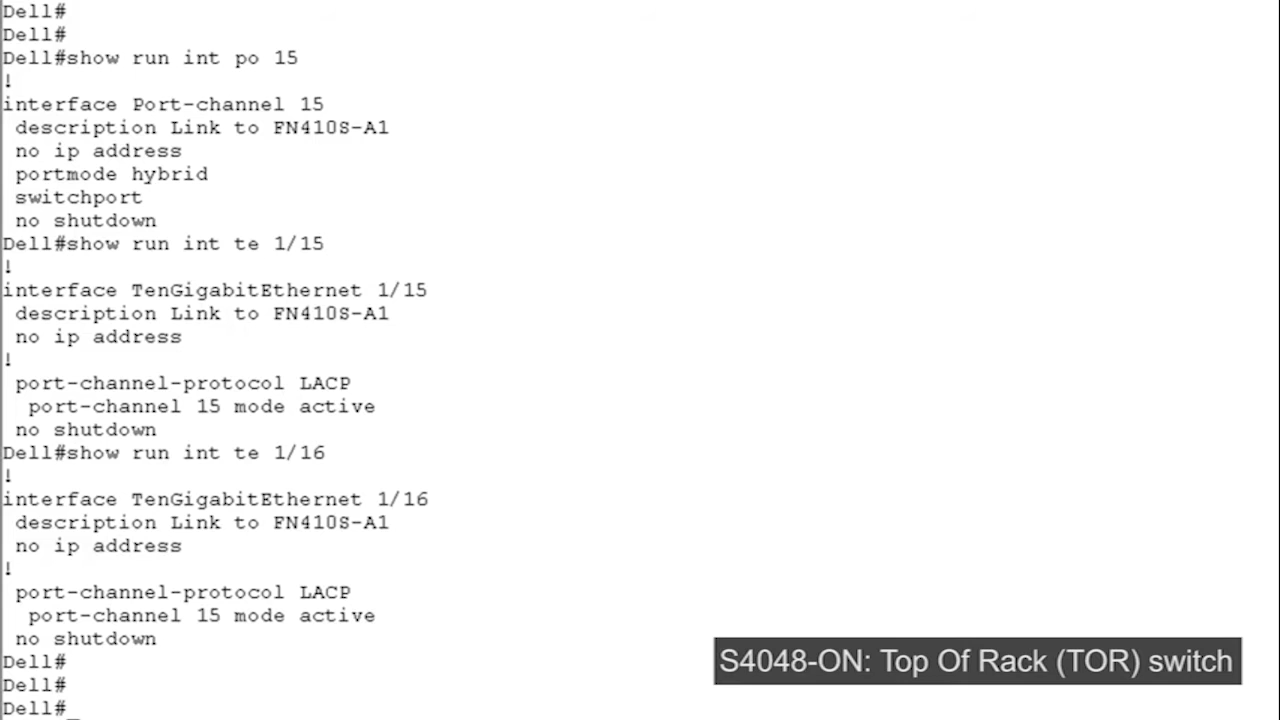 Dell#
Dell#
Dell#show run int po 15
!
interface Port-channel 15
 description Link to FN410S-A1
 no ip address
 portmode hybrid
 switchport
 no shutdown
Dell#show run int te 1/15
!
interface TenGigabitEthernet 1/15
 description Link to FN410S-A1
 no ip address
!
 port-channel-protocol LACP
  port-channel 15 mode active
 no shutdown
Dell#show run int te 1/16
!
interface TenGigabitEthernet 1/16
 description Link to FN410S-A1
 no ip address
!
 port-channel-protocol LACP
  port-channel 15 mode active
 no shutdown
Dell#
Dell#
Dell#
S4048-ON: Top Of Rack (TOR) switch